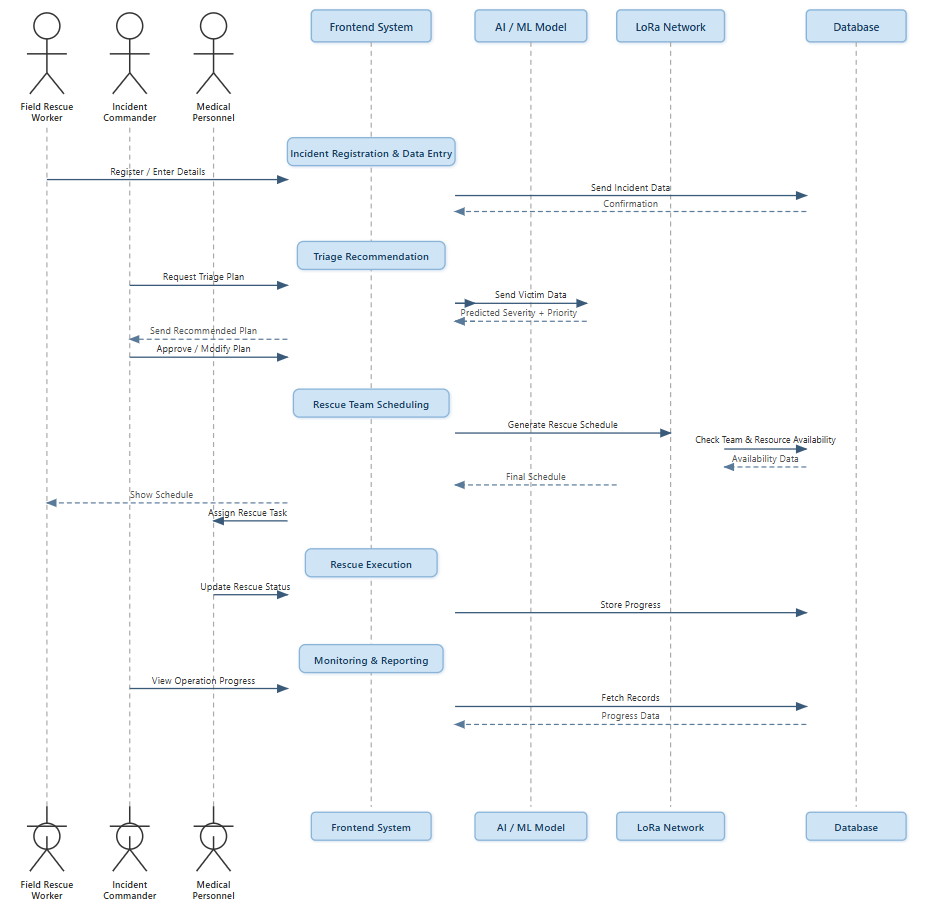 Frontend System
AI / ML Model
LoRa Network
Database
Field Rescue
Worker
Incident
Commander
Medical
Personnel
Incident Registration & Data Entry
Register / Enter Details
Send Incident Data
Confirmation
Triage Recommendation
Request Triage Plan
Send Victim Data
Predicted Severity + Priority
Send Recommended Plan
Approve / Modify Plan
Rescue Team Scheduling
Generate Rescue Schedule
Check Team & Resource Availability
Availability Data
Final Schedule
Show Schedule
Assign Rescue Task
Rescue Execution
Update Rescue Status
Store Progress
Monitoring & Reporting
View Operation Progress
Fetch Records
Progress Data
Frontend System
AI / ML Model
LoRa Network
Database
Field Rescue
Worker
Incident
Commander
Medical
Personnel